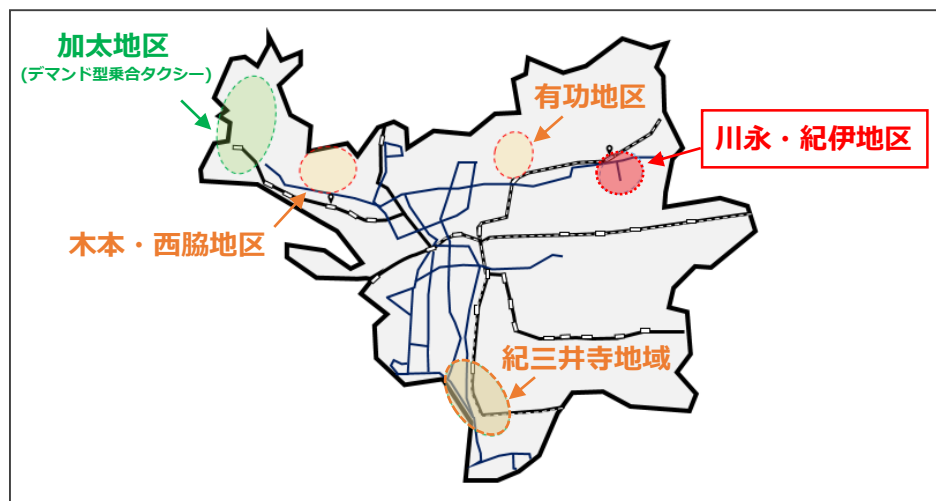 加太地区
(デマンド型乗合タクシー)
有功地区
川永・紀伊地区
木本・西脇地区
紀三井寺地域